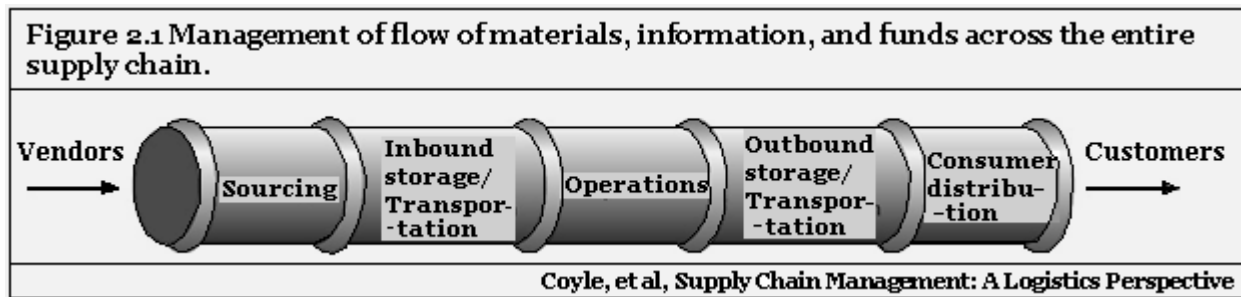 Figure 2.1 Management of flow of materials, information, and funds across the entire
supply chain.
Vendors
Sourcing
Inbound
storage/
Transpor-
-tation
Operations
Outbound
storage/
Transpor-
-tation
Consumer
distribu-
-tion
Customers
Coyle, et al, Supply Chain Management: A Logistics Perspective